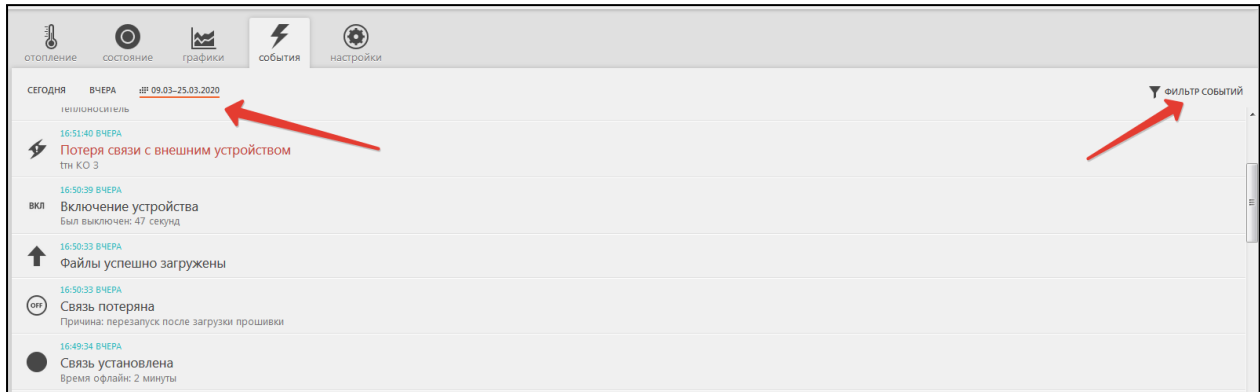 отопление состояние графики события настройки
СЕГОДНЯ ВЧЕРА 09.03–25.03.2020 ФИЛЬТР СОБЫТИЙ
теплоноситель
16:51:40 ВЧЕРА
Потеря связи с внешним устройством
tтн КО 3
16:50:39 ВЧЕРА
ВКЛ Включение устройства
Был выключен: 47 секунд
16:50:33 ВЧЕРА
Файлы успешно загружены
16:50:33 ВЧЕРА
OFF Связь потеряна
Причина: перезапуск после загрузки прошивки
16:49:34 ВЧЕРА
Связь установлена
Время офлайн: 2 минуты